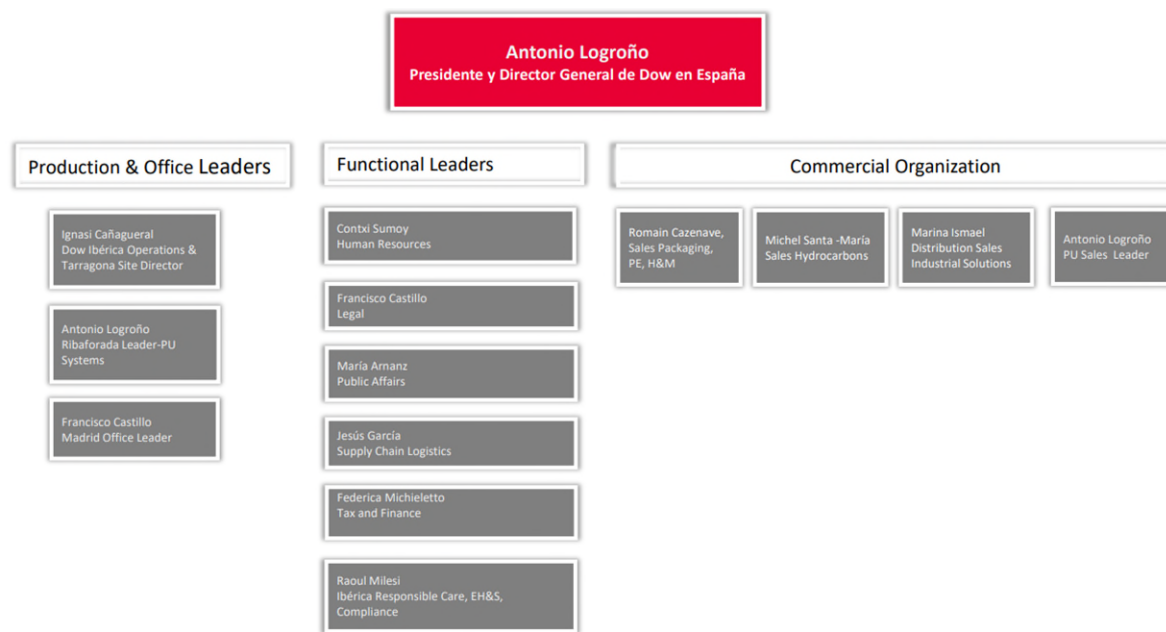 Antonio Logroño
Presidente y Director General de Dow en España
Production & Office Leaders
Ignasi Cañagueral
Dow Ibérica Operations &
Tarragona Site Director
Antonio Logroño
Ribaforada Leader-PU
Systems
Francisco Castillo
Madrid Office Leader
Functional Leaders
Contxi Sumoy
Human Resources
Francisco Castillo
Legal
María Arnanz
Public Affairs
Jesús García
Supply Chain Logistics
Federica Michieletto
Tax and Finance
Raoul Milesi
Ibérica Responsible Care, EH&S,
Compliance
Commercial Organization
Romain Cazenave,
Sales Packaging,
PE, H&M
Michel Santa -María
Sales Hydrocarbons
Marina Ismael
Distribution Sales
Industrial Solutions
Antonio Logroño
PU Sales Leader